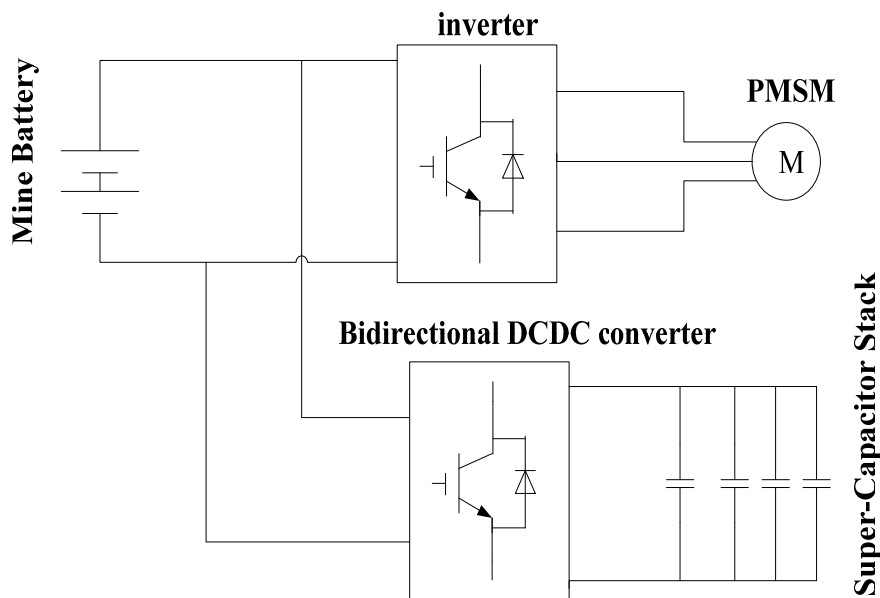 inverter
Mine Battery
PMSM
M
Bidirectional DCDC converter
Super-Capacitor Stack